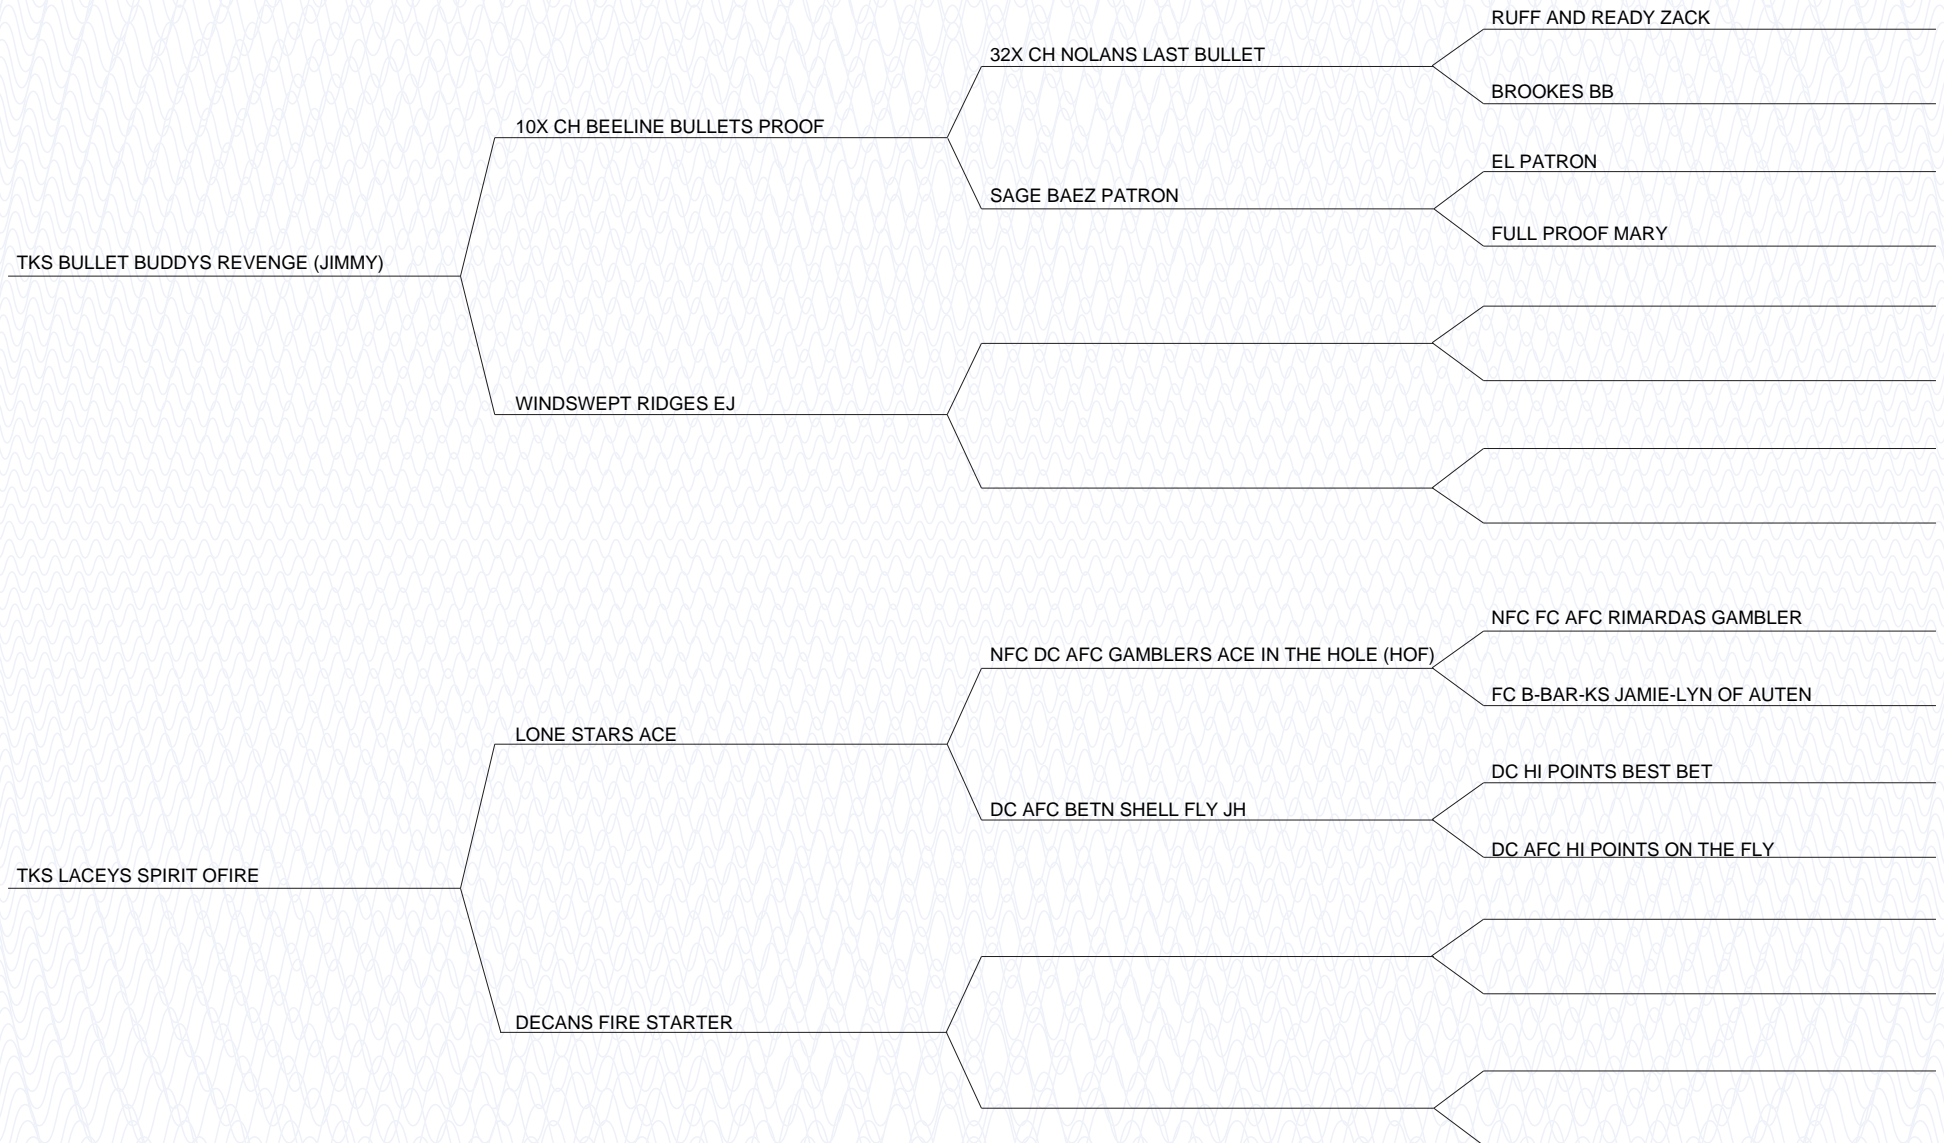 RUFF AND READY ZACK
32X CH NOLANS LAST BULLET
BROOKES BB
10X CH BEELINE BULLETS PROOF
EL PATRON
SAGE BAEZ PATRON
FULL PROOF MARY
TKS BULLET BUDDYS REVENGE (JIMMY)
WINDSWEPT RIDGES EJ
NFC FC AFC RIMARDAS GAMBLER
NFC DC AFC GAMBLERS ACE IN THE HOLE (HOF)
FC B-BAR-KS JAMIE-LYN OF AUTEN
LONE STARS ACE
DC HI POINTS BEST BET
DC AFC BETN SHELL FLY JH
DC AFC HI POINTS ON THE FLY
TKS LACEYS SPIRIT OFIRE
DECANS FIRE STARTER